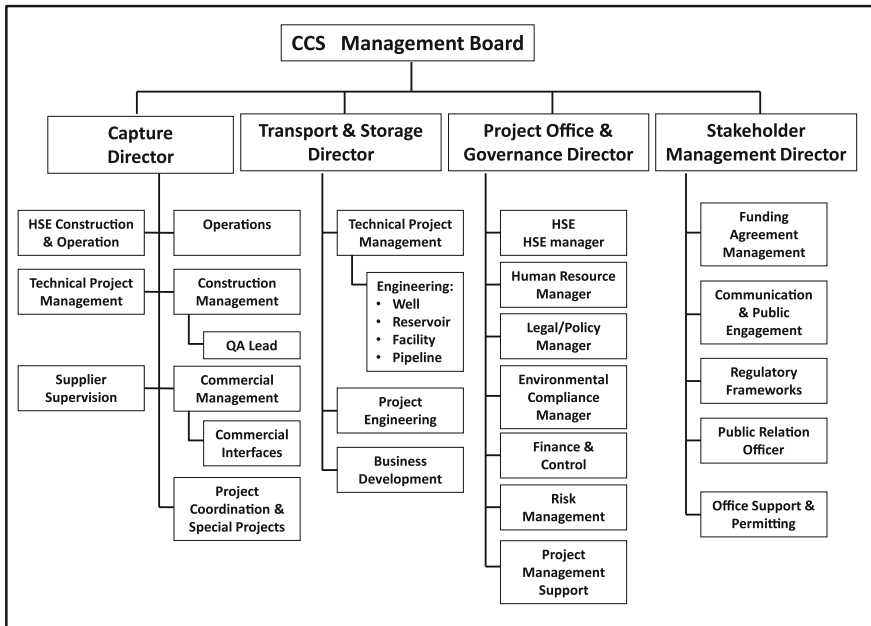 CCS Management Board
Capture
Director
Transport & Storage
Director
Project Office &
Governance Director
Stakeholder
Management Director
HSE Construction
& Operation
Operations
Technical Project
Management
Construction
Management
QA Lead
Supplier
Supervision
Commercial
Management
Commercial
Interfaces
Project
Coordination &
Special Projects
Technical Project
Management
Engineering:
• Well
• Reservoir
• Facility
• Pipeline
Project
Engineering
Business
Development
HSE
HSE manager
Human Resource
Manager
Legal/Policy
Manager
Environmental
Compliance
Manager
Finance &
Control
Risk
Management
Project
Management
Support
Funding
Agreement
Management
Communication
& Public
Engagement
Regulatory
Frameworks
Public Relation
Officer
Office Support &
Permitting